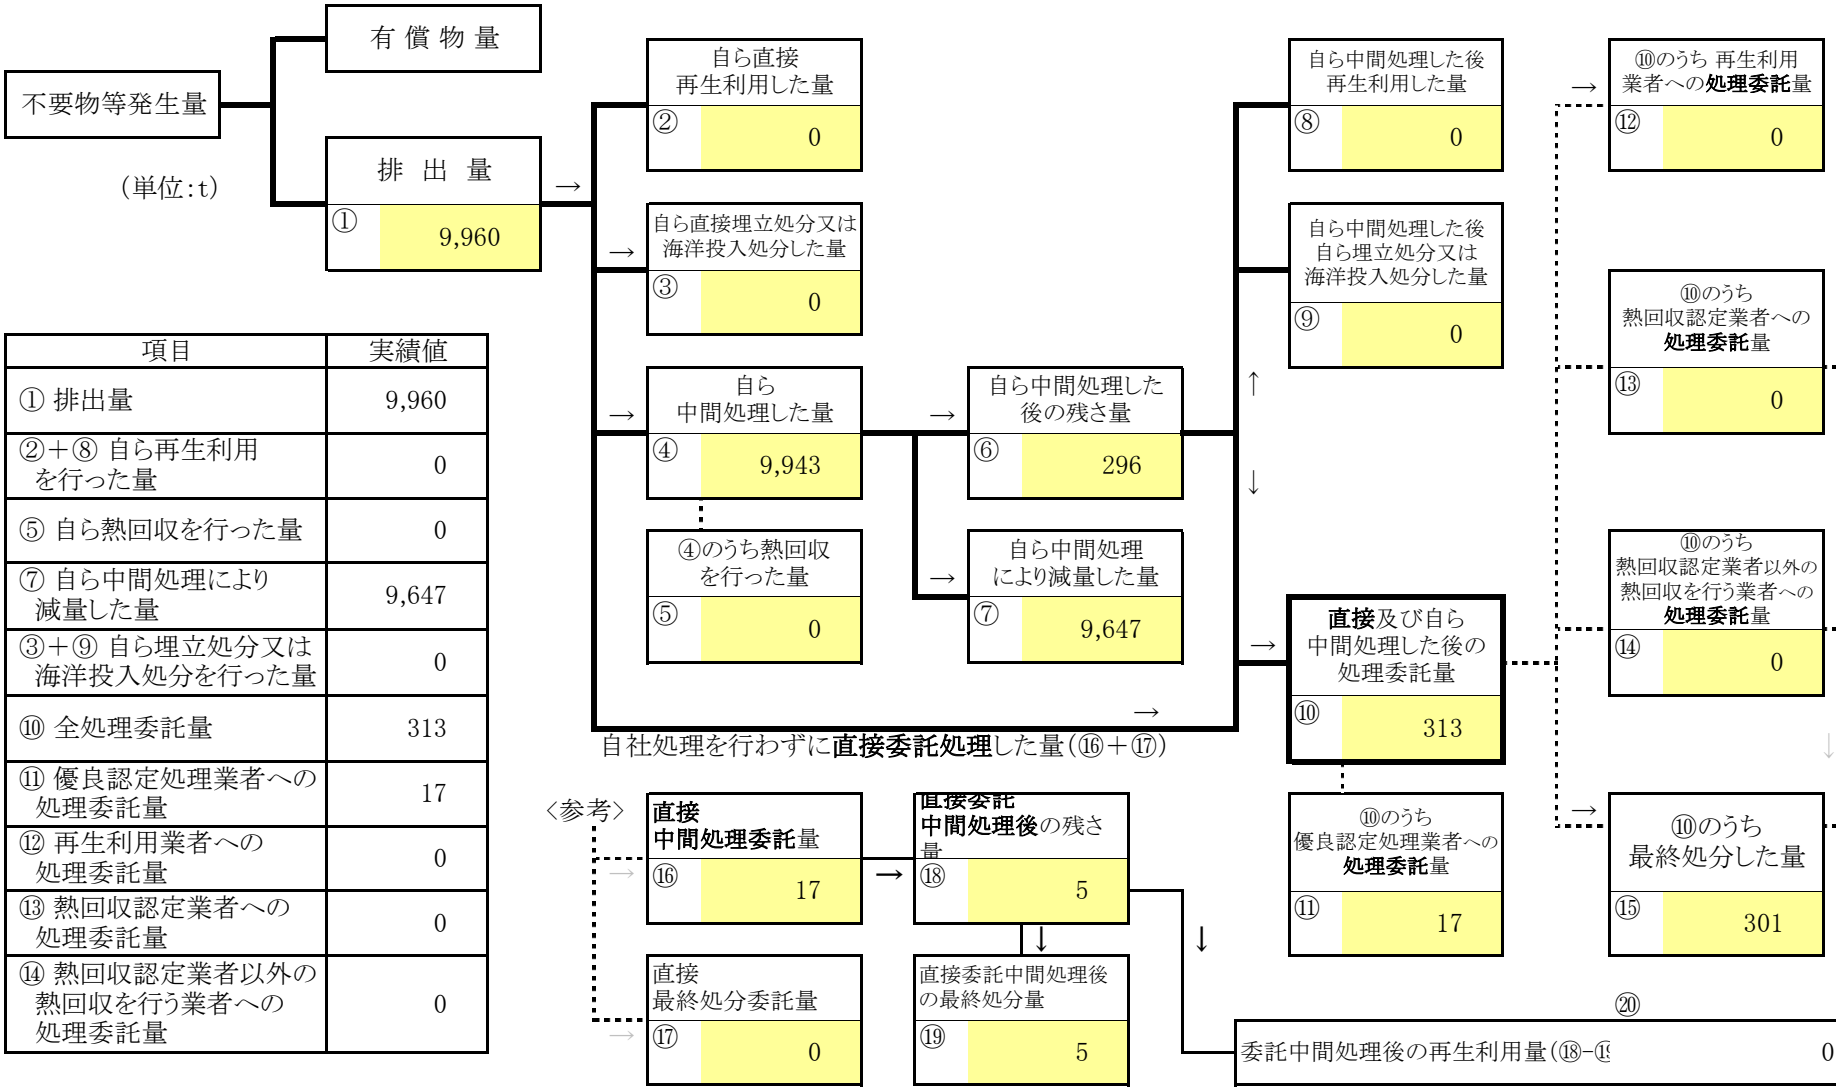 有 償 物 量
不要物等発生量
（単位：t）
排 出 量
①
9,960
→
自ら直接
再生利用した量
②
0
→
自ら直接埋立処分又は
海洋投入処分した量
③
0
→
自ら
中間処理した量
④
9,943
④のうち熱回収
を行った量
⑤
0
→
自ら中間処理した
後の残さ量
⑥
296
→
自ら中間処理
により減量した量
⑦
9,647
自ら中間処理した後
再生利用した量
⑧
0
自ら中間処理した後
自ら埋立処分又は
海洋投入処分した量
⑨
0
↑
↓
→
直接及び自ら
中間処理した後の
処理委託量
⑩
313
→
自社処理を行わずに直接委託処理した量（⑯＋⑰）
⑩のうち
優良認定処理業者への
処理委託量
⑪
17
→
⑩のうち 再生利用
業者への処理委託量
⑫
0
⑩のうち
熱回収認定業者への
処理委託量
⑬
0
⑩のうち
熱回収認定業者以外の
熱回収を行う業者への
処理委託量
⑭
0
↓
→
⑩のうち
最終処分した量
⑮
301
項目 実績値
① 排出量 9,960
②＋⑧ 自ら再生利用
を行った量 0
⑤ 自ら熱回収を行った量 0
⑦ 自ら中間処理により
減量した量 9,647
③＋⑨ 自ら埋立処分又は
海洋投入処分を行った量 0
⑩ 全処理委託量 313
⑪ 優良認定処理業者への
処理委託量 17
⑫ 再生利用業者への
処理委託量 0
⑬ 熱回収認定業者への
処理委託量 0
⑭ 熱回収認定業者以外の
熱回収を行う業者への
処理委託量 0
〈参考〉
→
直接
中間処理委託量
⑯
17
→
直接委託
中間処理後の残さ
量
⑱
5
↓
↓
→
直接
最終処分委託量
⑰
0
直接委託中間処理後
の最終処分量
⑲
5
⑳
委託中間処理後の再生利用量（⑱-⑲
0